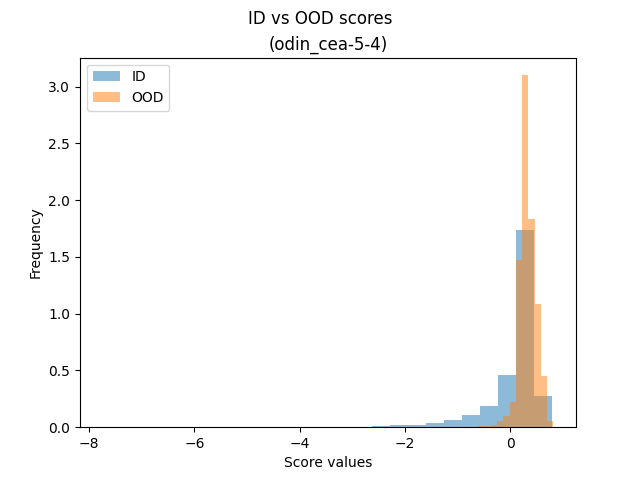 ID vs OOD scores
(odin_cea-5-4)
ID
OOD
3.0
2.5
2.0
1.5
1.0
0.5
0.0
Frequency
−8
−6
−4
−2
0
Score values